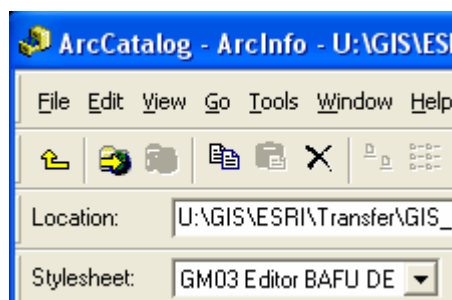 ArcCatalog - ArcInfo - U:\GIS\ESI
File Edit View Go Tools Window Help
Location: U:\GIS\ESRI\Transfer\GIS_
Stylesheet: GM03 Editor BAFU DE